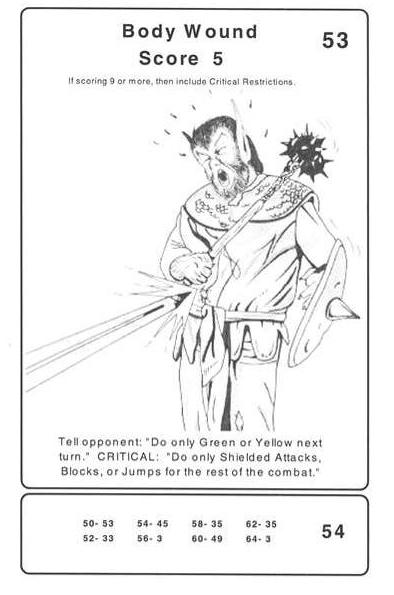 Body Wound
53
Score 5
If scoring 9 or more, then include Critical Restrictions.
Tell opponent: "Do only Green or Yellow next
turn." CRITICAL: "Do only Shielded Attacks,
Blocks, or Jumps for the rest of the combat."
50- 53 54- 45 58- 35 62- 35
54
52- 33 56- 3 60- 49 64- 3